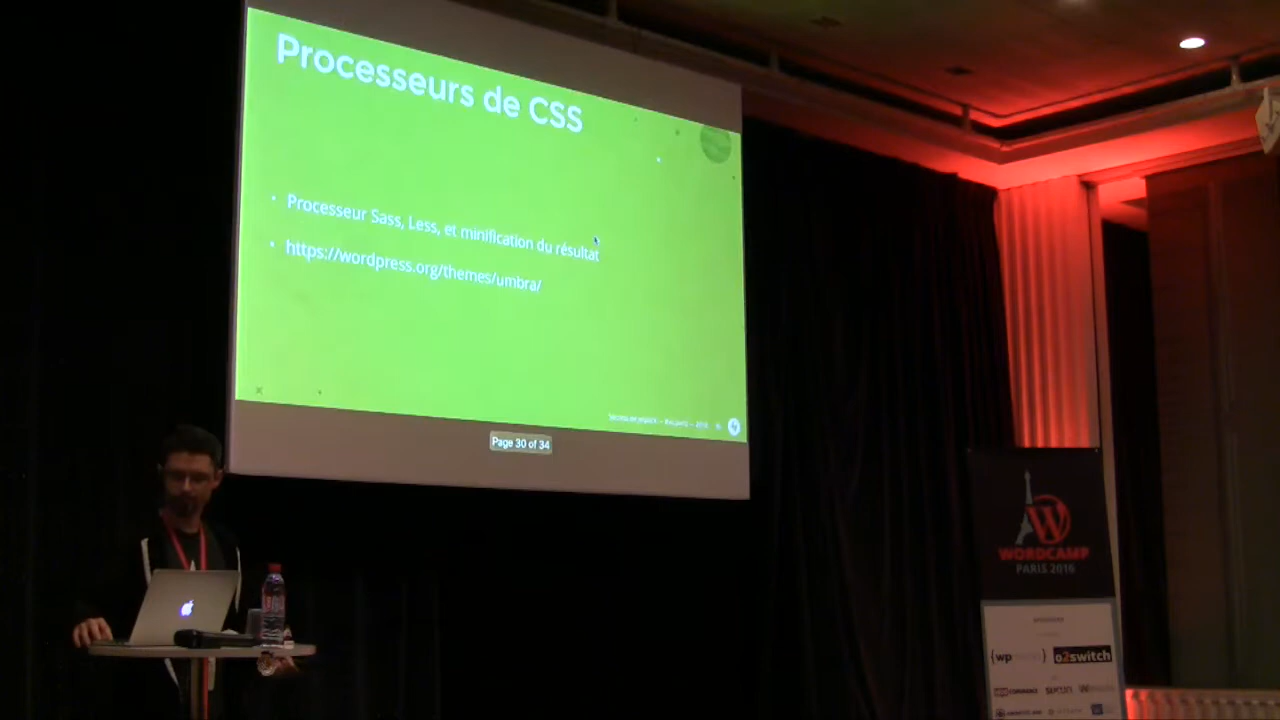 Processeurs de CSS
• Processeur Sass, Less, et minification du résultat
• https://wordpress.org/themes/umbra/
2016
Page 30 of 34
WORDCAMP
PARIS 2016
o2switch